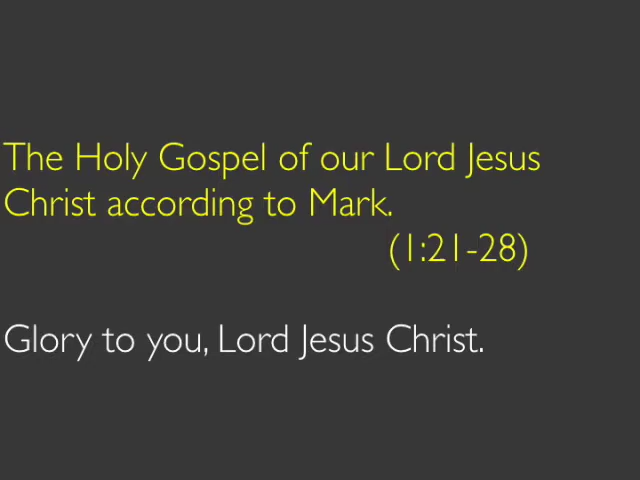 The Holy Gospel of our Lord Jesus
Christ according to Mark.
(1:21-28)
Glory to you, Lord Jesus Christ.